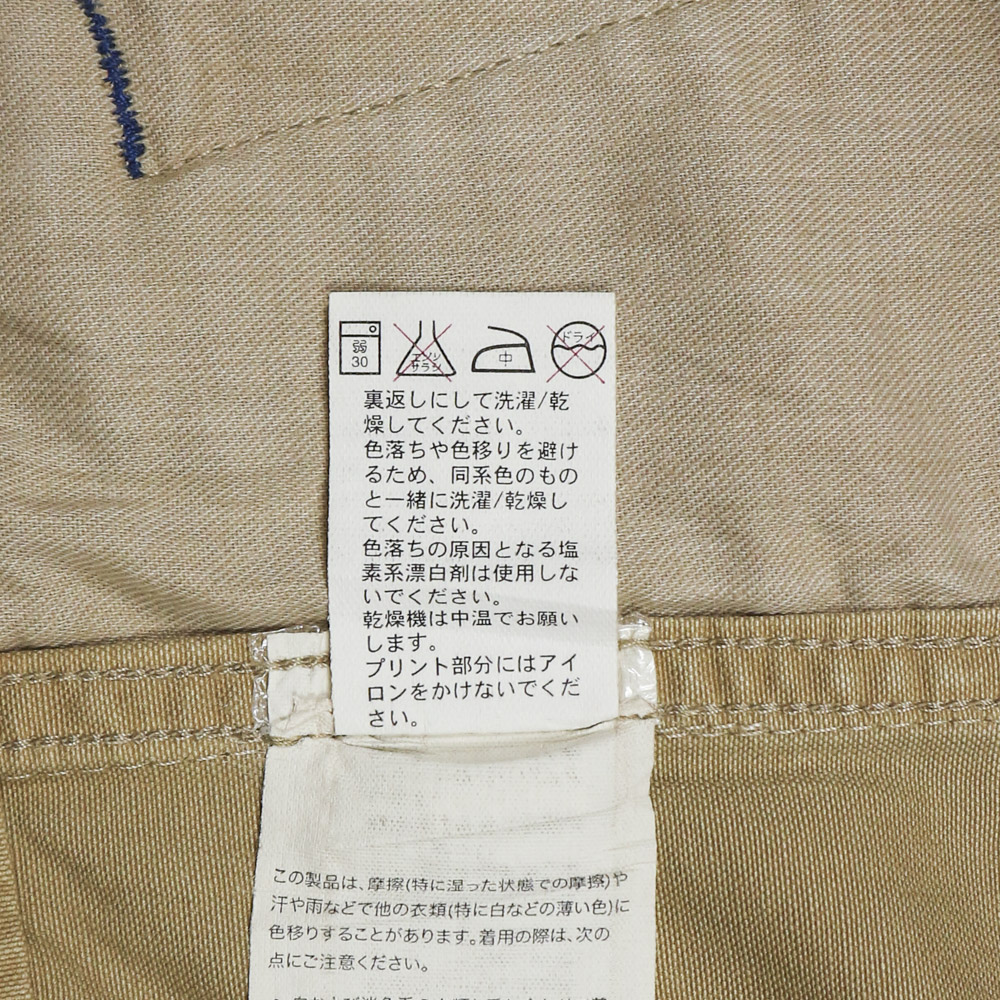 弱
30
エンソ
サラシ
中
ドライ
裏返しにして洗濯/乾
燥してください。
色落ちや色移りを避け
るため、同系色のもの
と一緒に洗濯/乾燥し
てください。
色落ちの原因となる塩
素系漂白剤は使用しな
いでください。
乾燥機は中温でお願い
します。
プリント部分にはアイ
ロンをかけないでくだ
さい。
この製品は、摩擦(特に湿った状態での摩擦)や
汗や雨などで他の衣類(特に白などの薄い色)に
色移りすることがあります。着用の際は、次の
点にご注意ください。